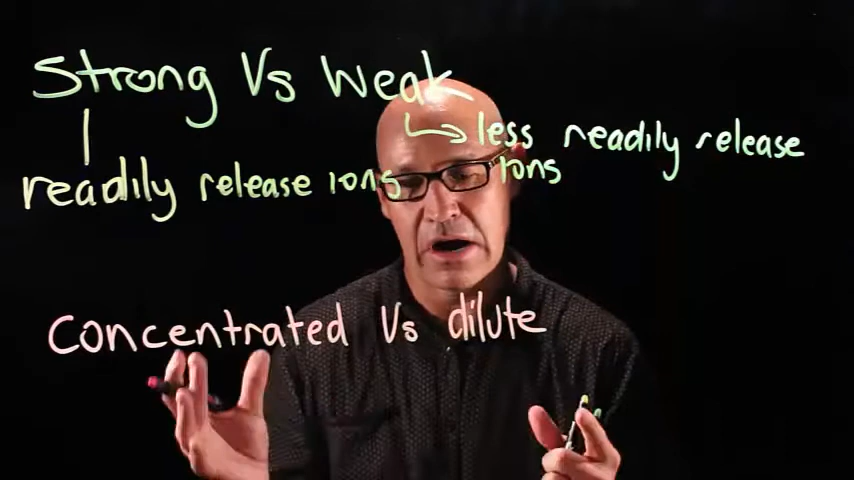 Strong Vs Weak
less readily release
ions
readily release ions
Concentrated Vs dilute